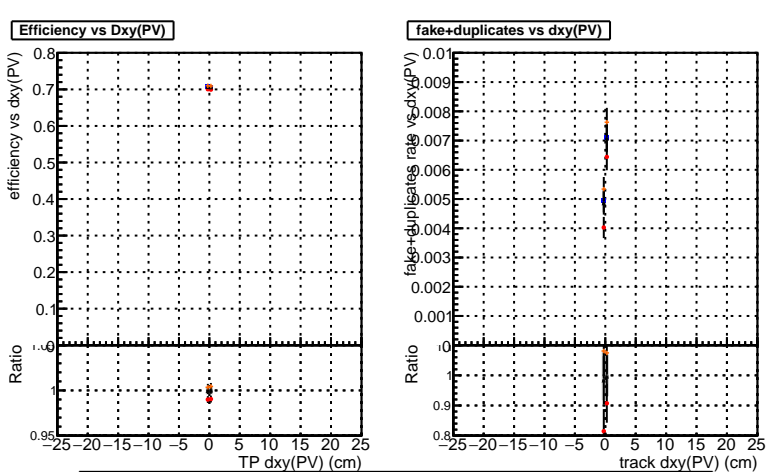 Efficiency vs Dxy(PV)
efficiency vs dxy(PV)
0.8
0.7
0.6
0.5
0.4
0.3
0.2
0.1
0
Ratio
1
0.95
−25 −20 −15 −10 −5 0 5 10 15 20 25
TP dxy(PV) (cm)
fake+duplicates vs dxy(PV)
fake+duplicates rate vs dxy(PV)
0.01
0.009
0.008
0.007
0.006
0.005
0.004
0.003
0.002
0.001
0
Ratio
1
0.9
0.8
−25 −20 −15 −10 −5 0 5 10 15 20 25
track dxy(PV) (cm)